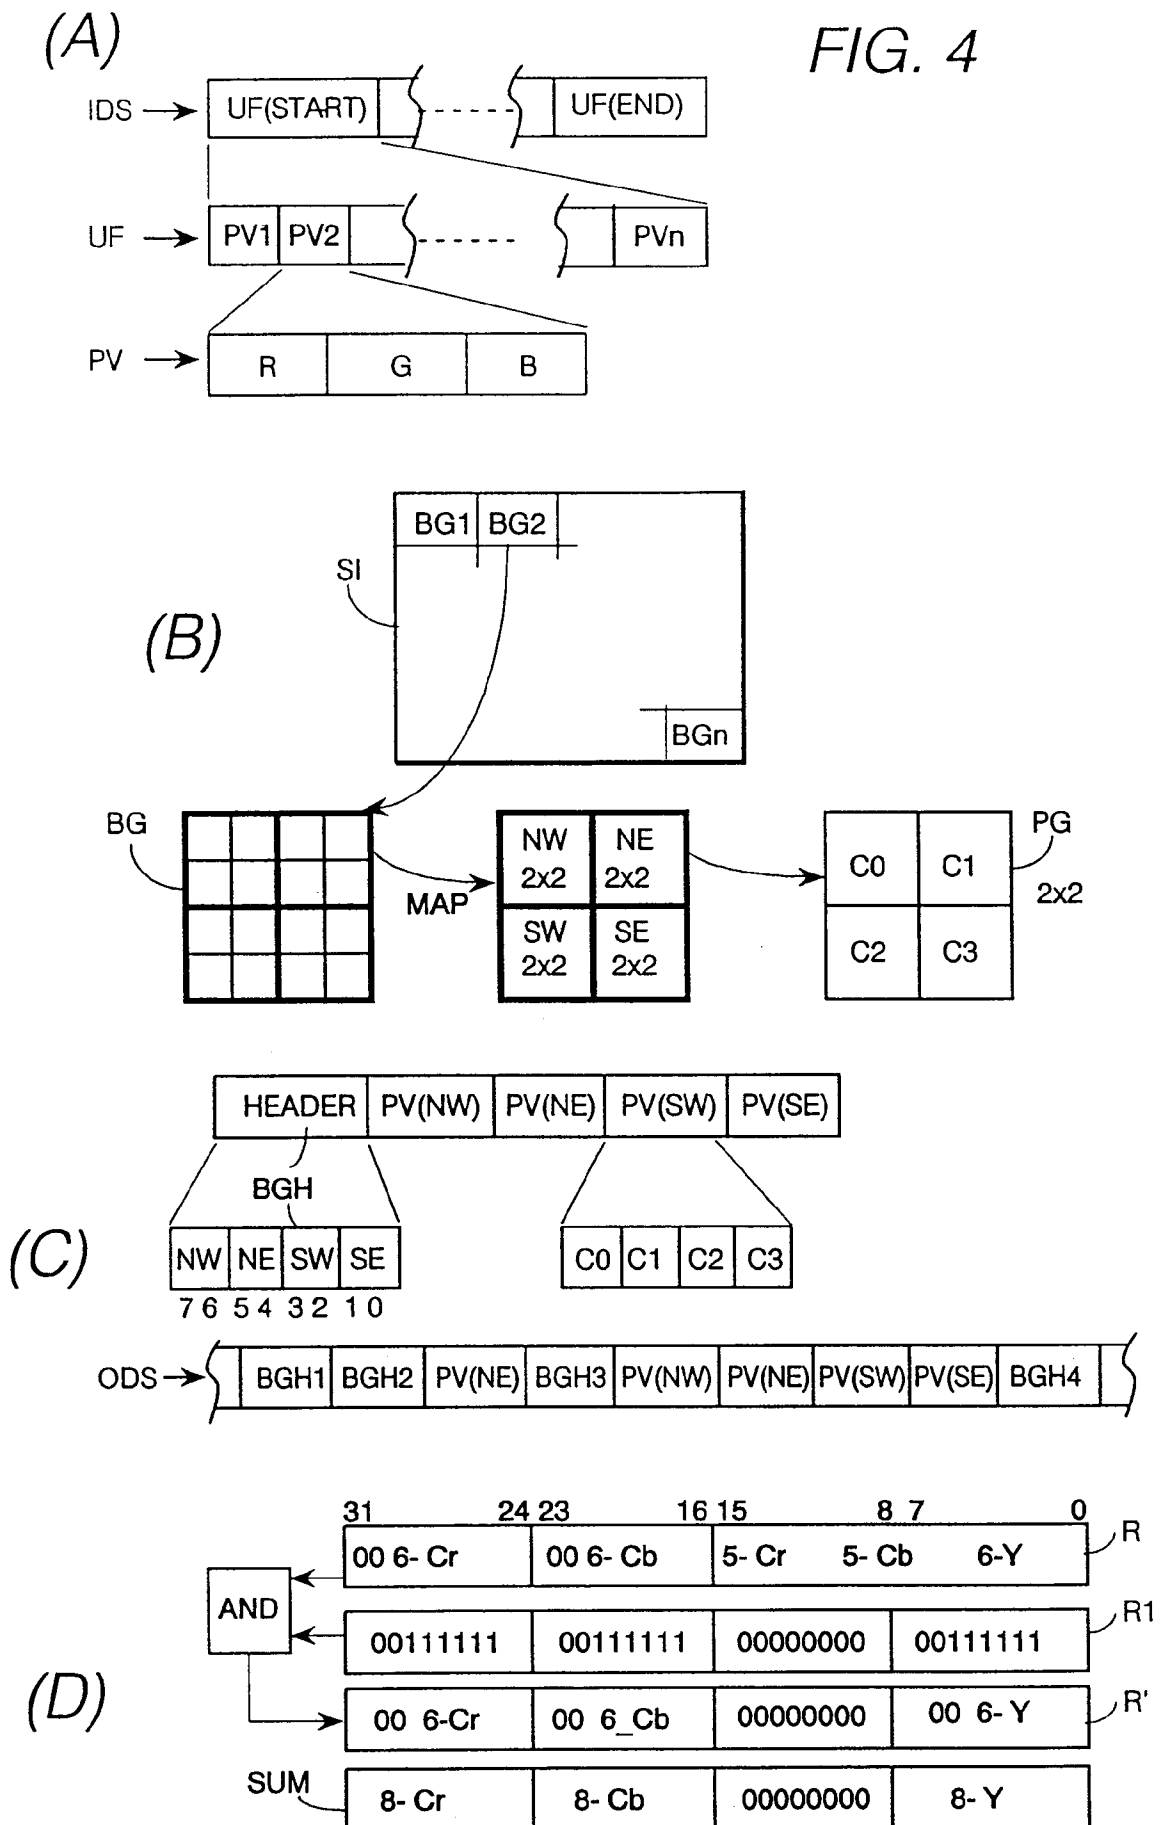 (A)
FIG. 4
IDS UF(START) UF(END)
UF PV1 PV2 PVn
PV R G B
BG1 BG2
SI
(B)
BGn
BG PG
NW NE
2x2 2x2
C0 C1
2x2
MAP
SW SE
2x2 2x2
C2 C3
HEADER PV(NW) PV(NE) PV(SW) PV(SE)
BGH
(C)
NW NE SW SE
C0 C1 C2 C3
7 6 5 4 3 2 1 0
ODS BGH1 BGH2 PV(NE) BGH3 PV(NW) PV(NE) PV(SW) PV(SE) BGH4
31 24 23 16 15 8 7 0
00 6- Cr 00 6- Cb 5- Cr 5- Cb 6-Y R
AND
00111111 00111111 00000000 00111111 R1
(D)
00 6-Cr 00 6_Cb 00000000 00 6- Y R'
SUM 8- Cr 8- Cb 00000000 8- Y